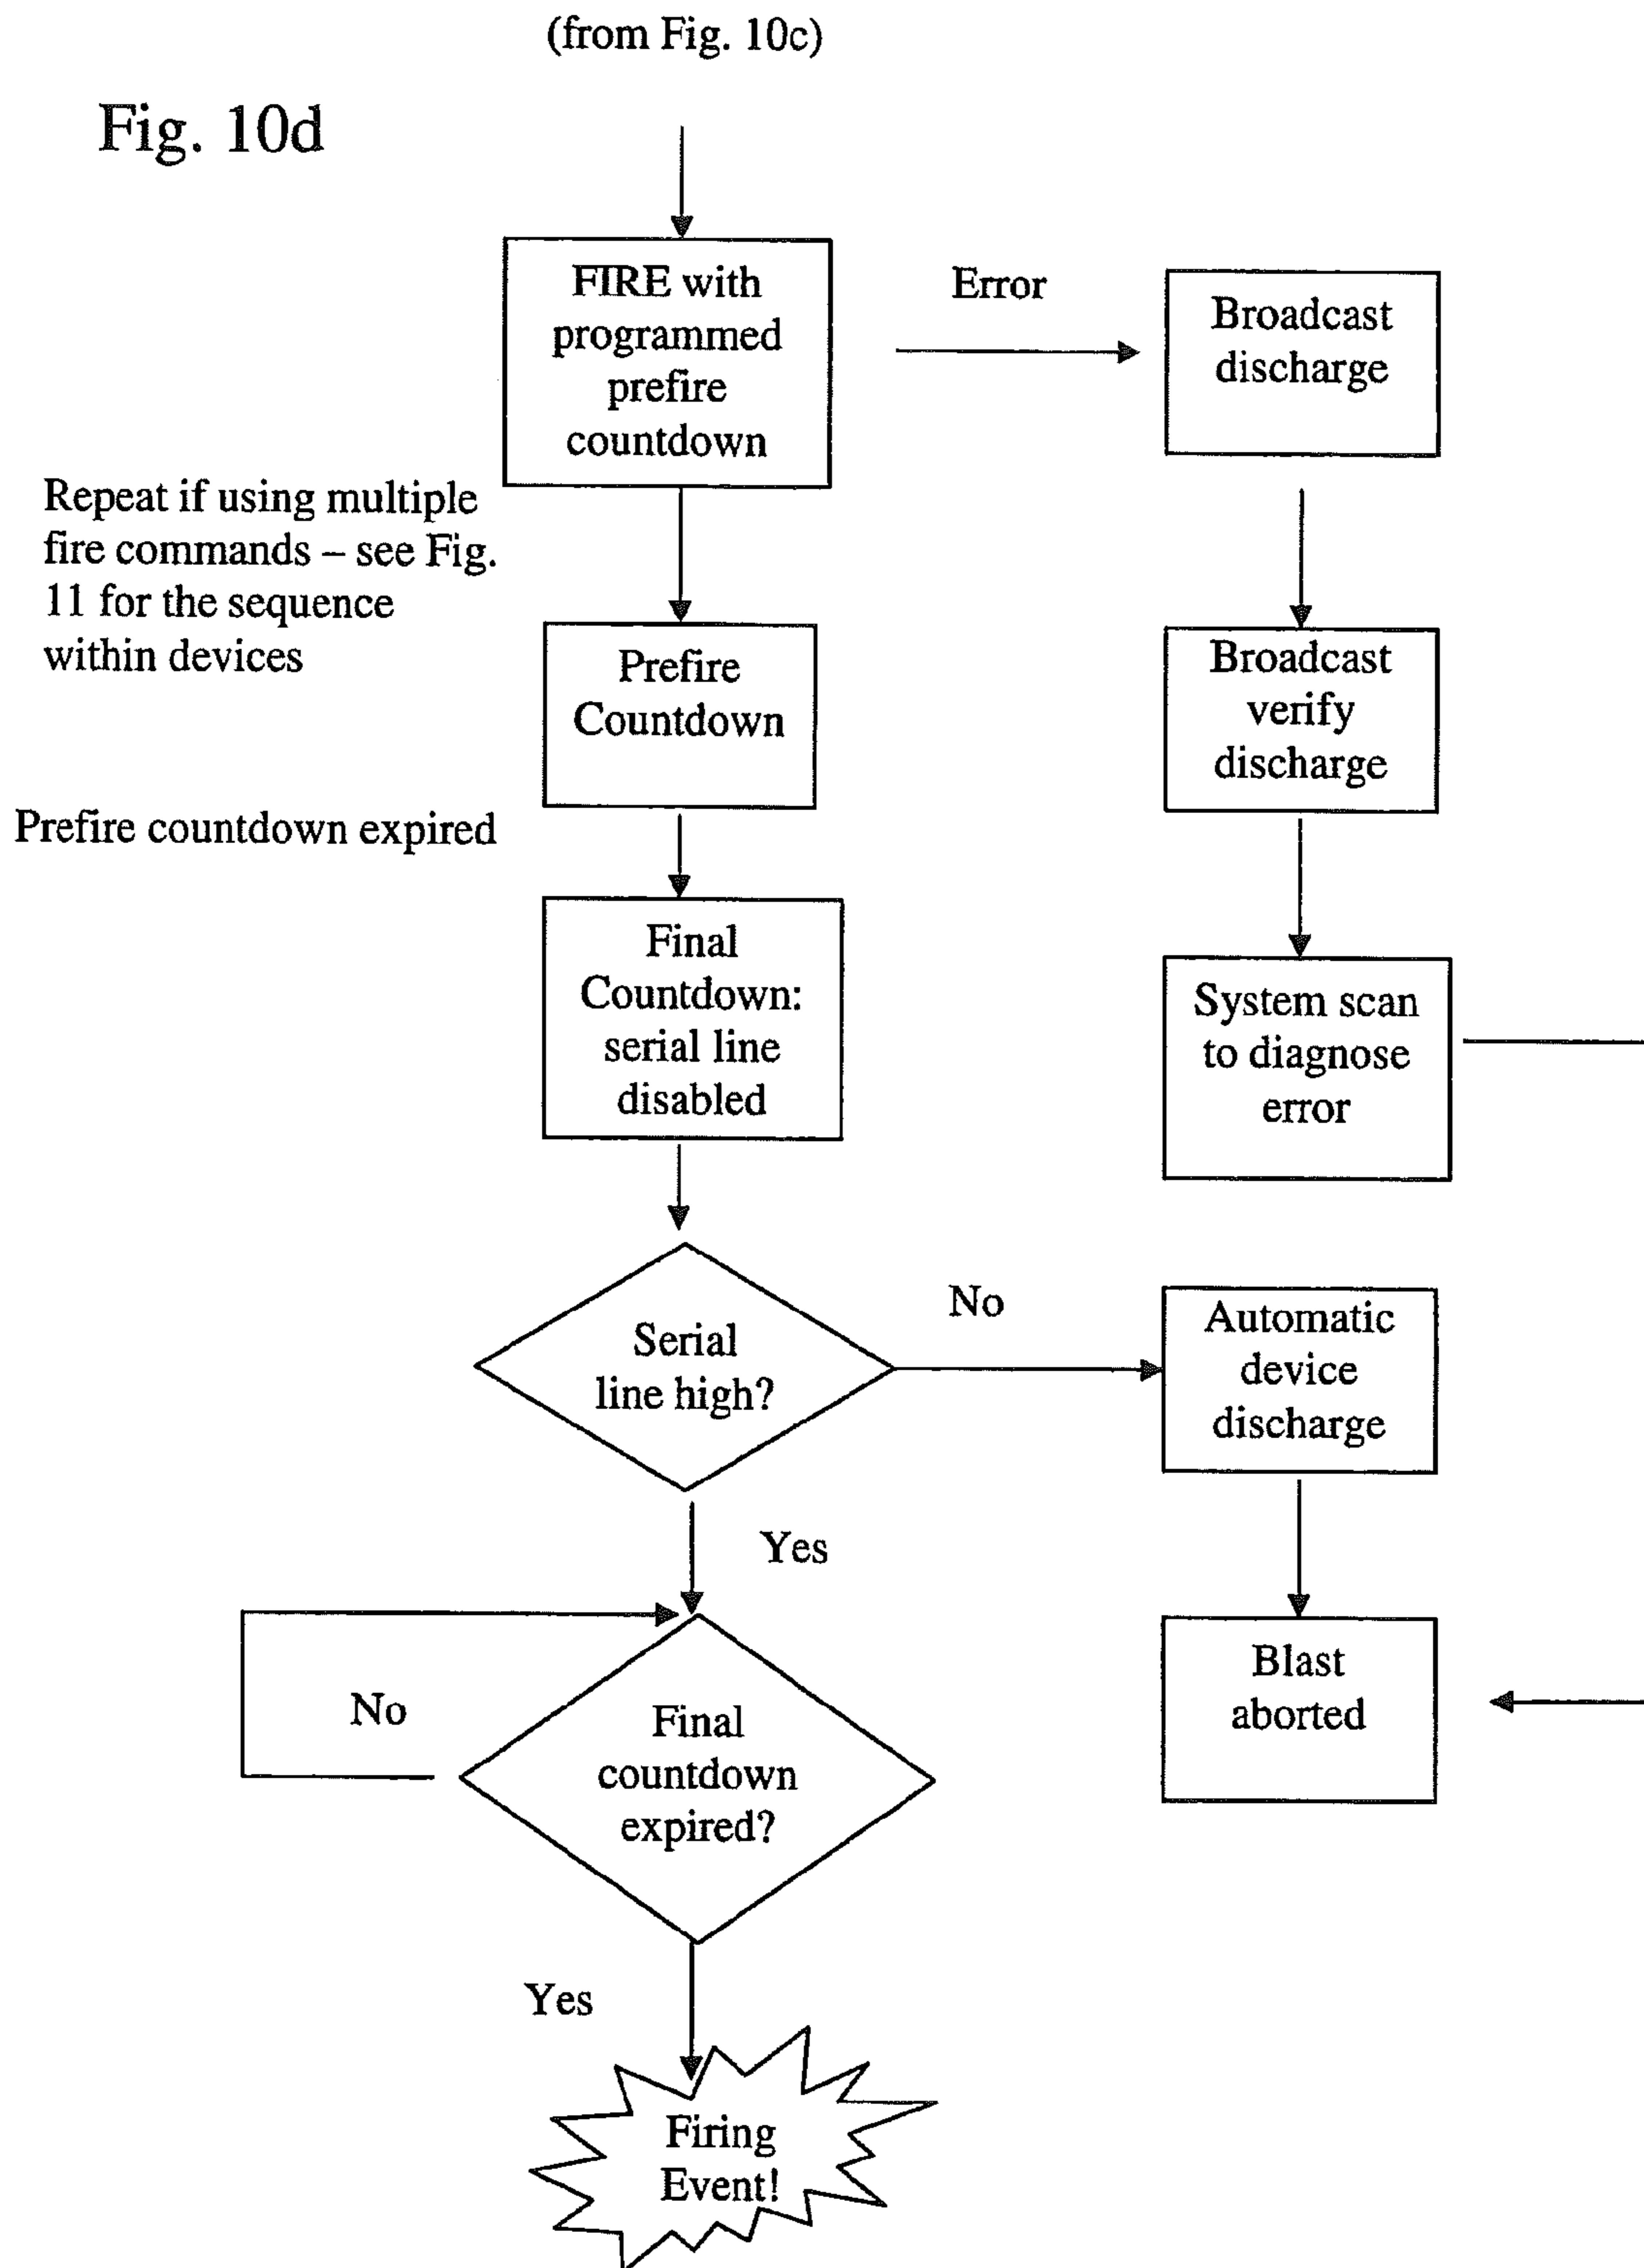 (from Fig. 10c)
Fig. 10d
FIRE with
programmed
prefire
countdown
Error
Broadcast
discharge
Repeat if using multiple
fire commands – see Fig.
11 for the sequence
within devices
Prefire
Countdown
Broadcast
verify
discharge
Prefire countdown expired
Final
Countdown:
serial line
disabled
System scan
to diagnose
error
Serial
line high?
No
Automatic
device
discharge
Yes
Blast
aborted
No
Final
countdown
expired?
Yes
Firing
Event!